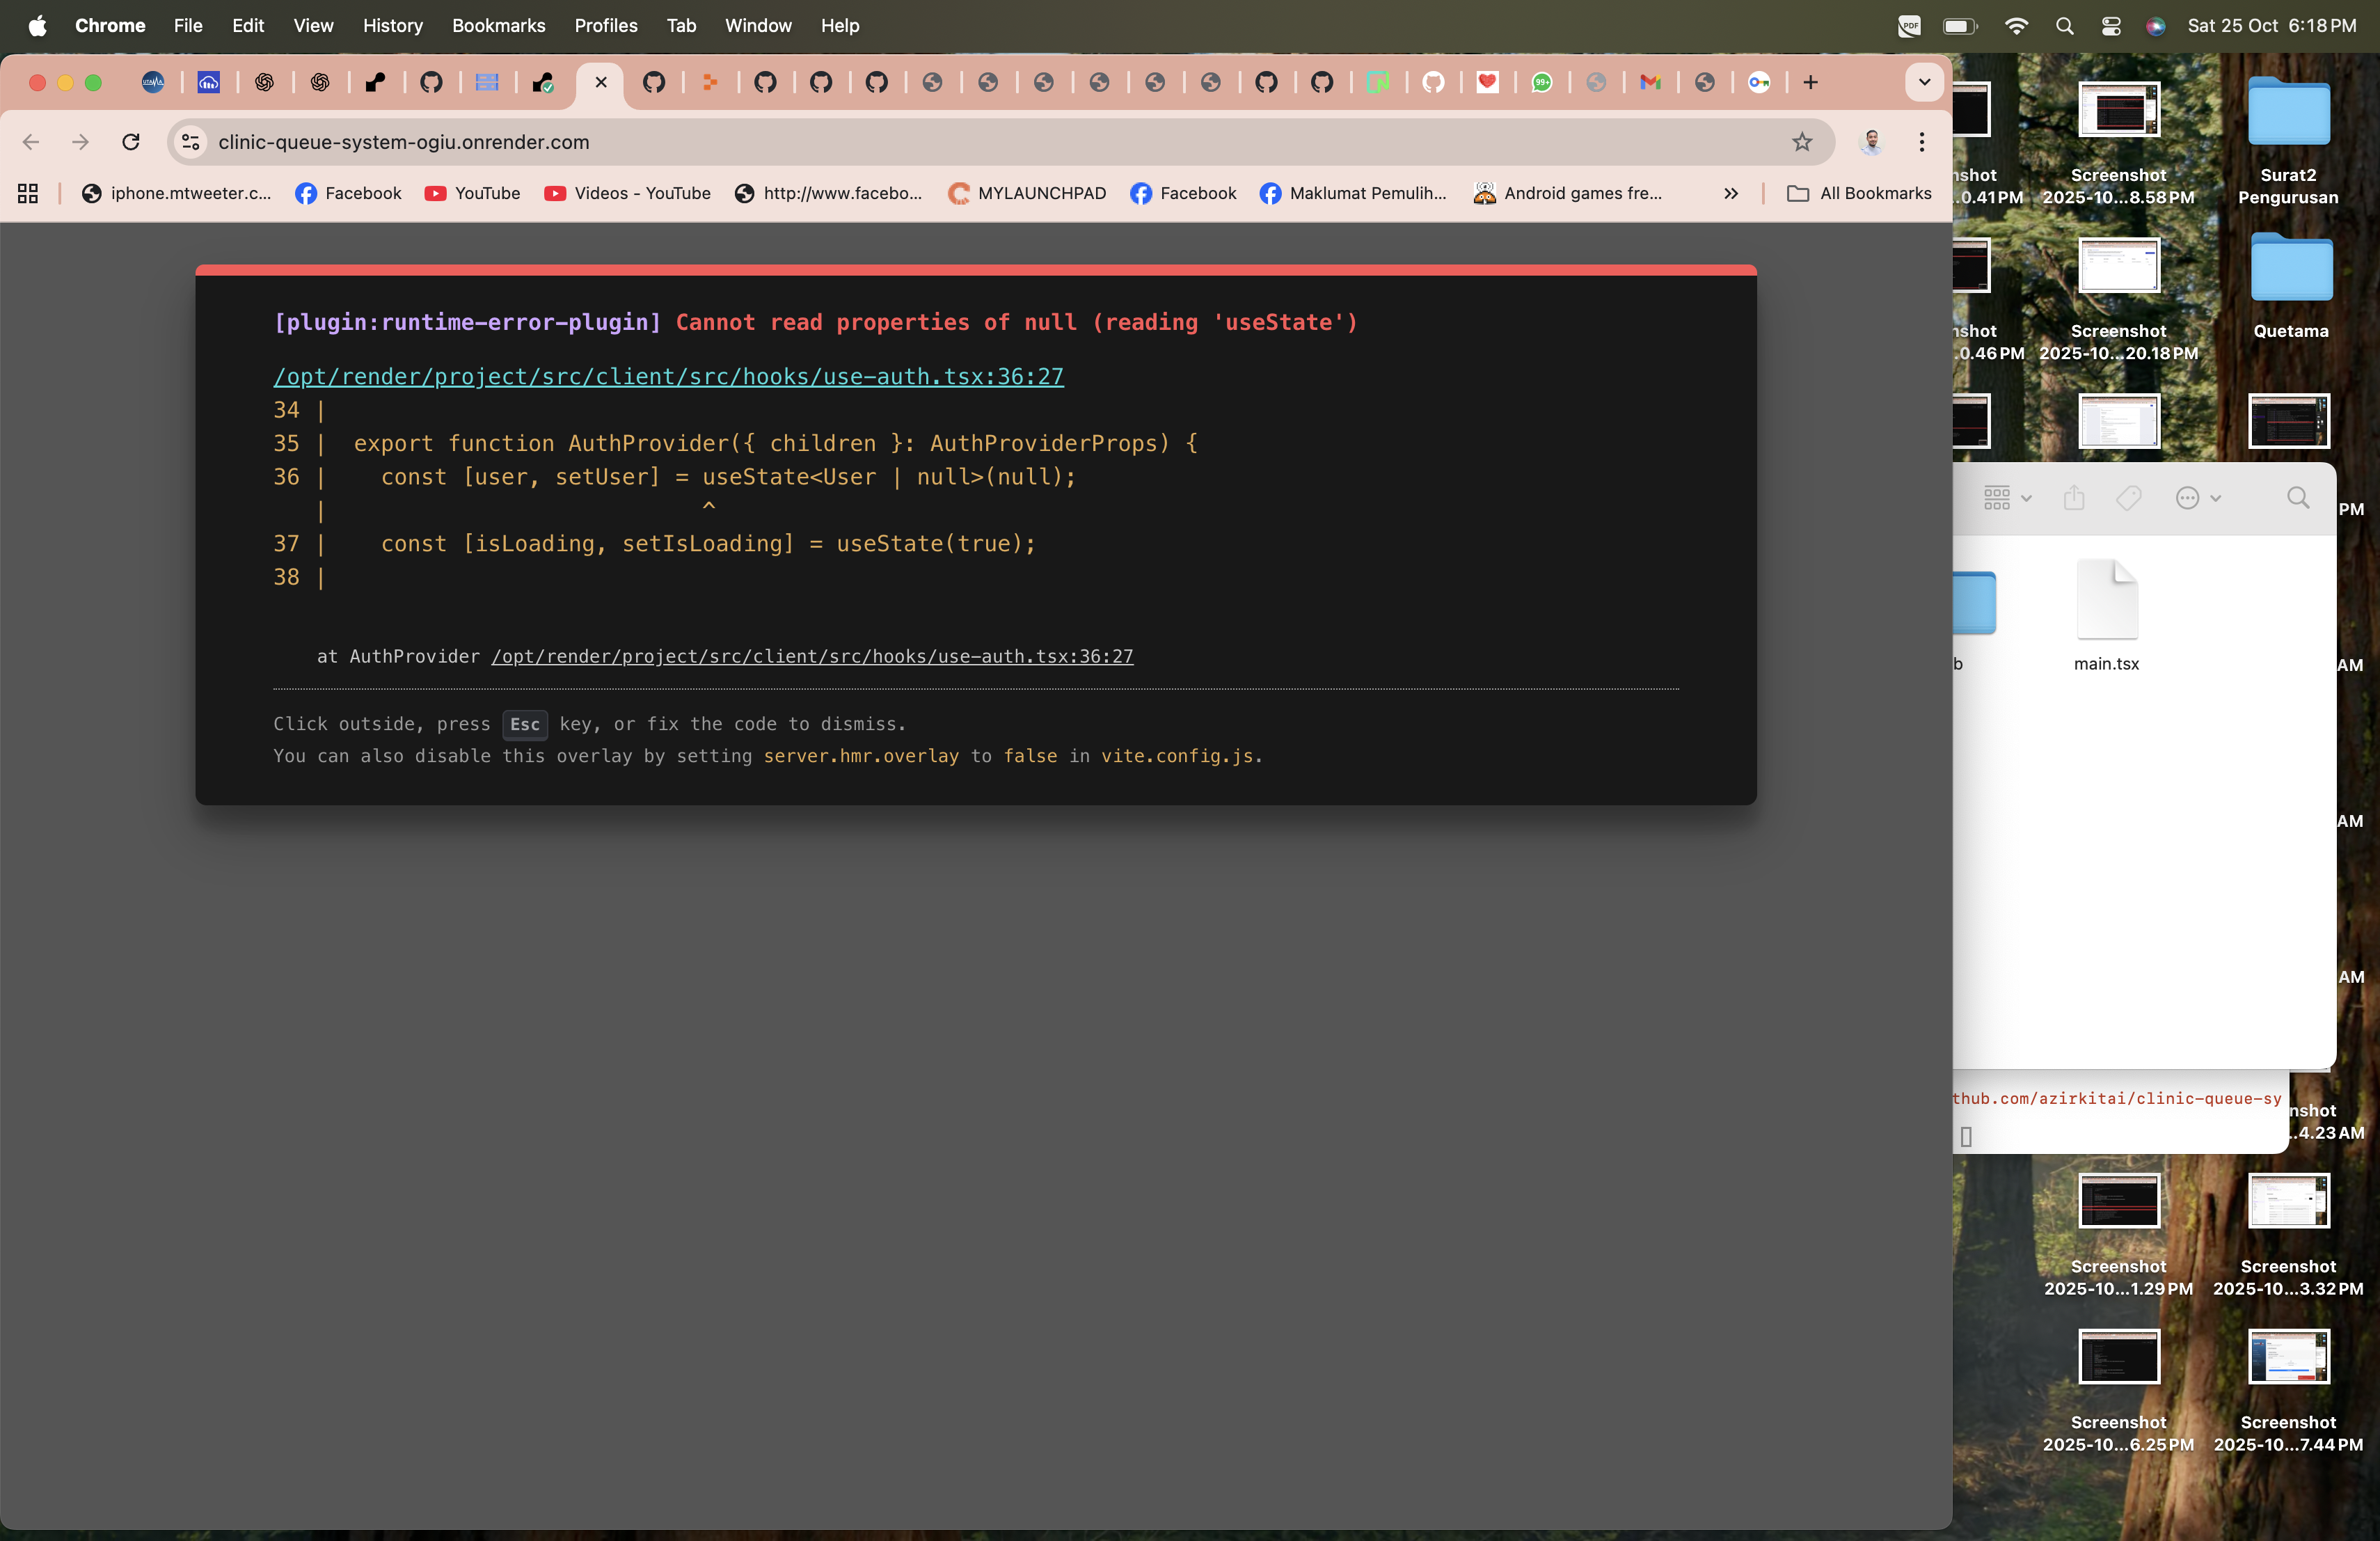 Chrome File Edit View History Bookmarks Profiles Tab Window Help
PDF
Sat 25 Oct 6:18 PM
99+
clinic-queue-system-ogiu.onrender.com
iphone.mtweeter.c...
Facebook
YouTube
Videos - YouTube
http://www.facebo...
MYLAUNCHPAD
Facebook
Maklumat Pemulih...
Android games fre...
»
All Bookmarks
[plugin:runtime-error-plugin] Cannot read properties of null (reading 'useState')
/opt/render/project/src/client/src/hooks/use-auth.tsx:36:27
34 |
35 | export function AuthProvider({ children }: AuthProviderProps) {
36 | const [user, setUser] = useState<User | null>(null);
| ^
37 | const [isLoading, setIsLoading] = useState(true);
38 |
at AuthProvider /opt/render/project/src/client/src/hooks/use-auth.tsx:36:27
Click outside, press Esc key, or fix the code to dismiss.
You can also disable this overlay by setting server.hmr.overlay to false in vite.config.js.
nshot
..0.41 PM
Screenshot
2025-10...8.58 PM
Surat2
Pengurusan
nshot
.0.46 PM
Screenshot
2025-10...20.18 PM
Quetama
PM
b
main.tsx
AM
AM
AM
thub.com/azirkitai/clinic-queue-sy
nshot
..4.23 AM
Screenshot
2025-10...1.29 PM
Screenshot
2025-10...3.32 PM
Screenshot
2025-10...6.25 PM
Screenshot
2025-10...7.44 PM